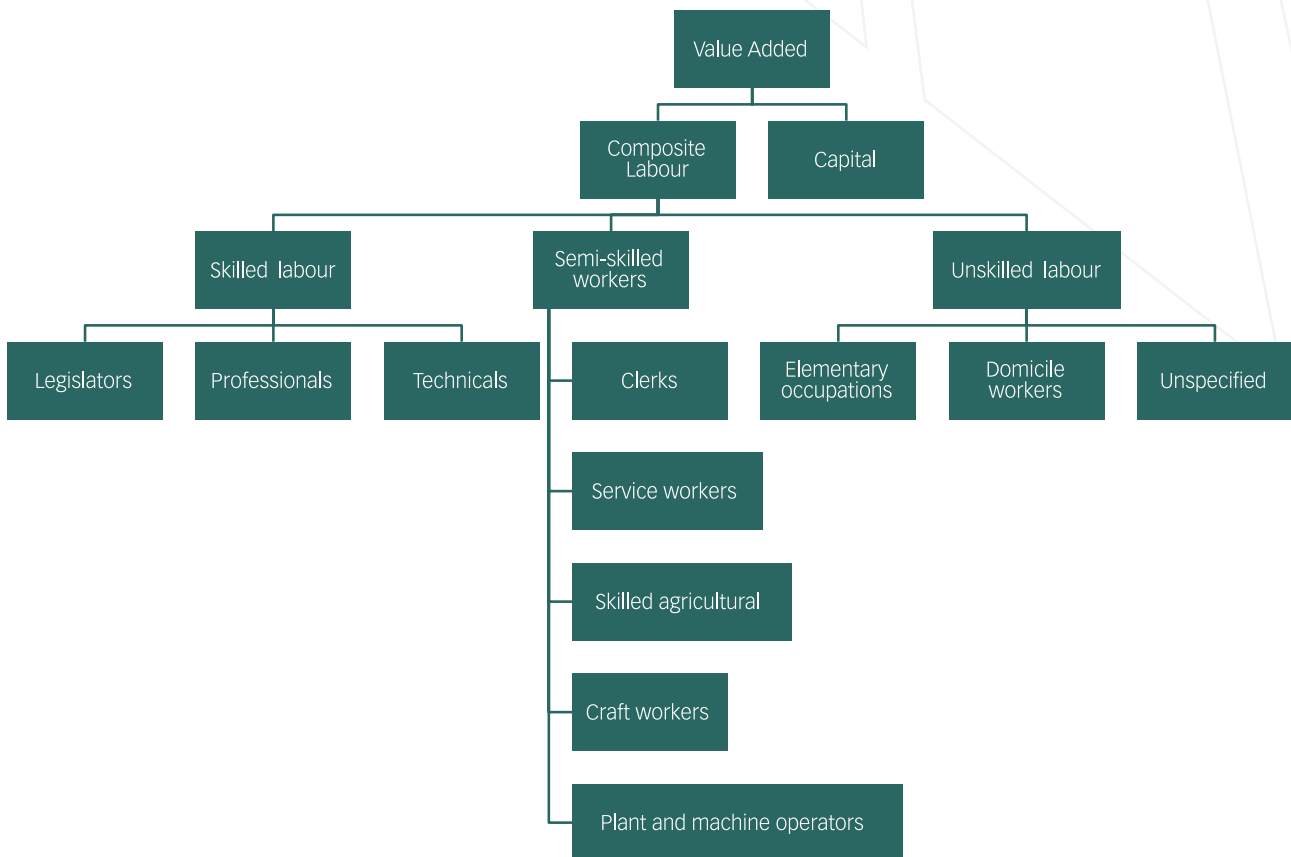 Value Added
Composite
Labour
Capital
Skilled labour
Semi-skilled
workers
Unskilled labour
Legislators
Professionals
Technicals
Clerks
Elementary
occupations
Domicile
workers
Unspecified
Service workers
Skilled agricultural
Craft workers
Plant and machine operators